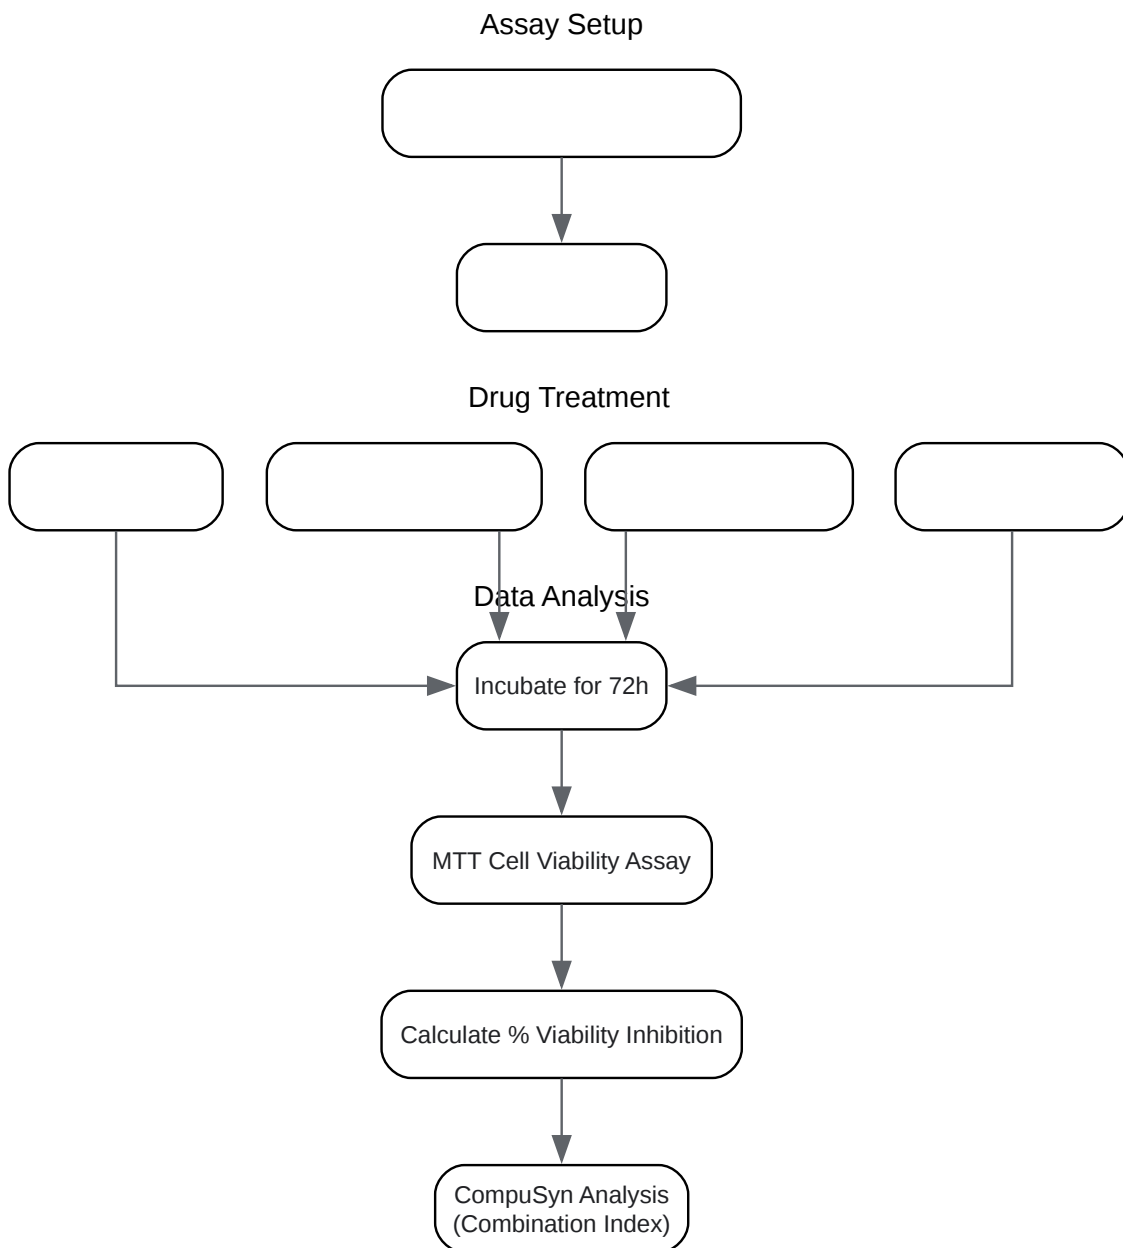 Assay Setup
Drug Treatment
Data Analysis
Incubate for 72h
MTT Cell Viability Assay
Calculate % Viability Inhibition
CompuSyn Analysis
(Combination Index)